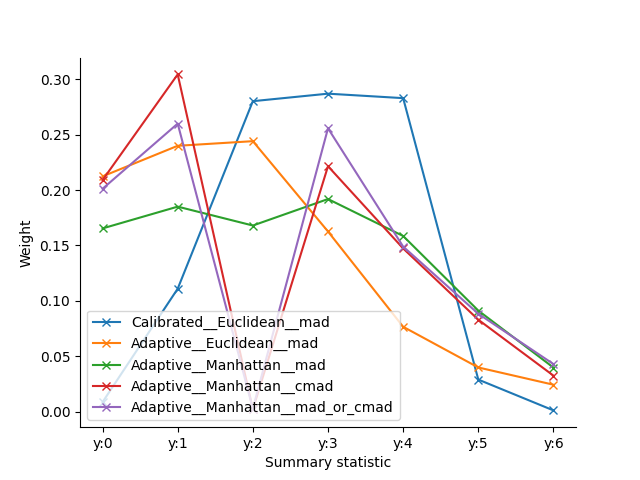 0.30
0.25
0.20
0.15
0.10
0.05
0.00
Weight
Calibrated__Euclidean__mad
Adaptive__Euclidean__mad
Adaptive__Manhattan__mad
Adaptive__Manhattan__cmad
Adaptive__Manhattan__mad_or_cmad
y:0 y:1 y:2 y:3 y:4 y:5 y:6
Summary statistic